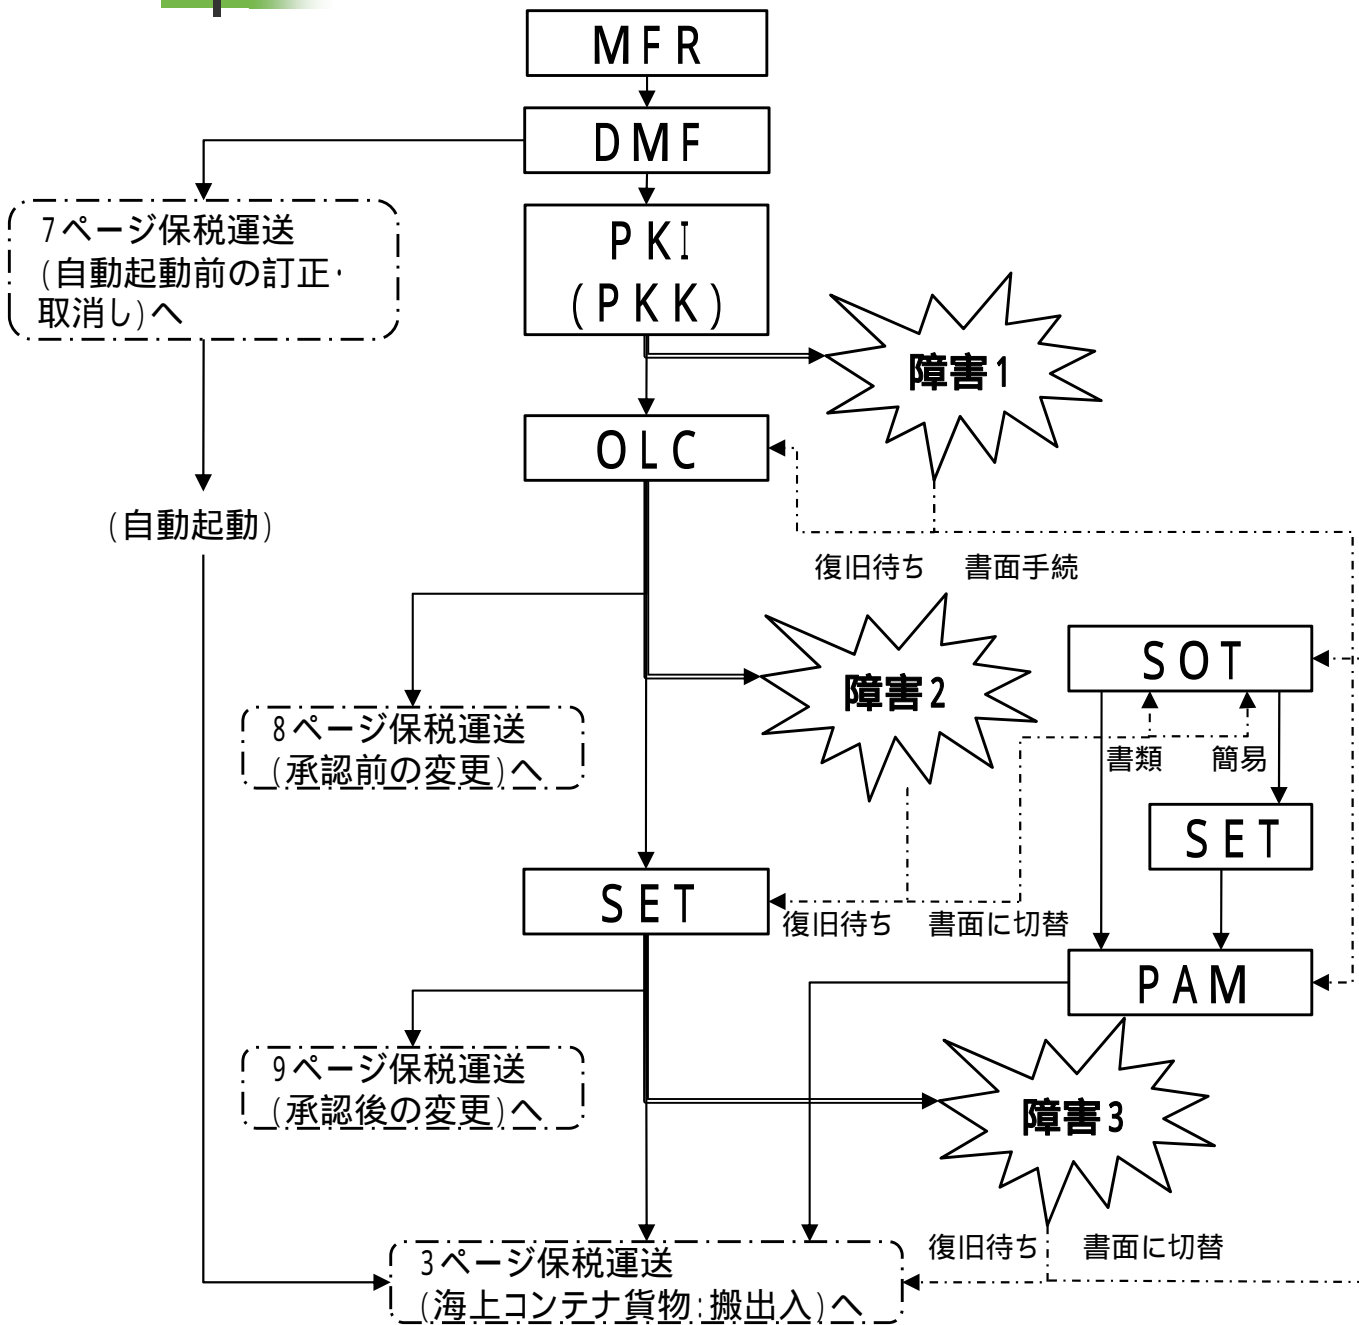 MFR
DMF
7ページ保税運送
(自動起動前の訂正・
取消し)へ
PKI
(PKK)
障害1
OLC
(自動起動)
復旧待ち 書面手続
SOT
障害2
8ページ保税運送
(承認前の変更)へ
書類 簡易
SET
SET
復旧待ち 書面に切替
PAM
9ページ保税運送
(承認後の変更)へ
障害3
復旧待ち 書面に切替
3ページ保税運送
(海上コンテナ貨物:搬出入)へ